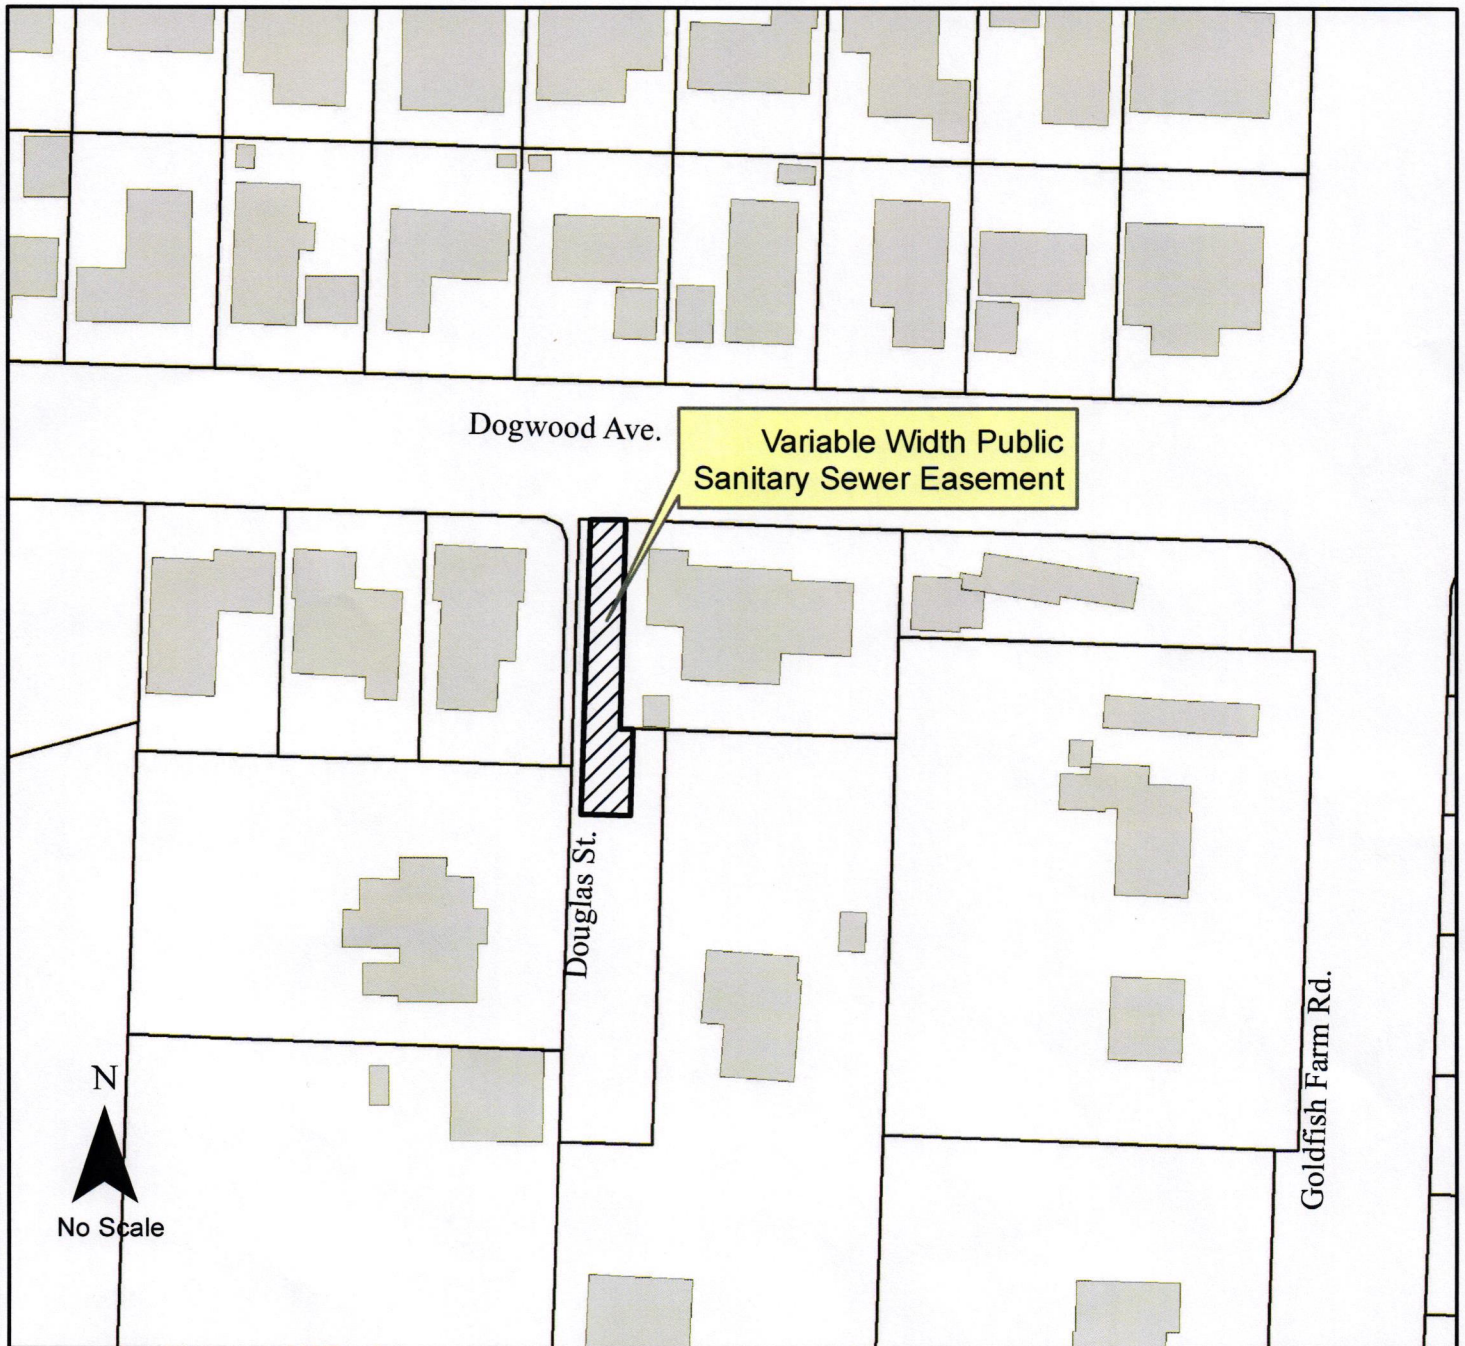 Dogwood Ave.
Variable Width Public
Sanitary Sewer Easement
Douglas St.
Goldfish Farm Rd.
N
No Scale